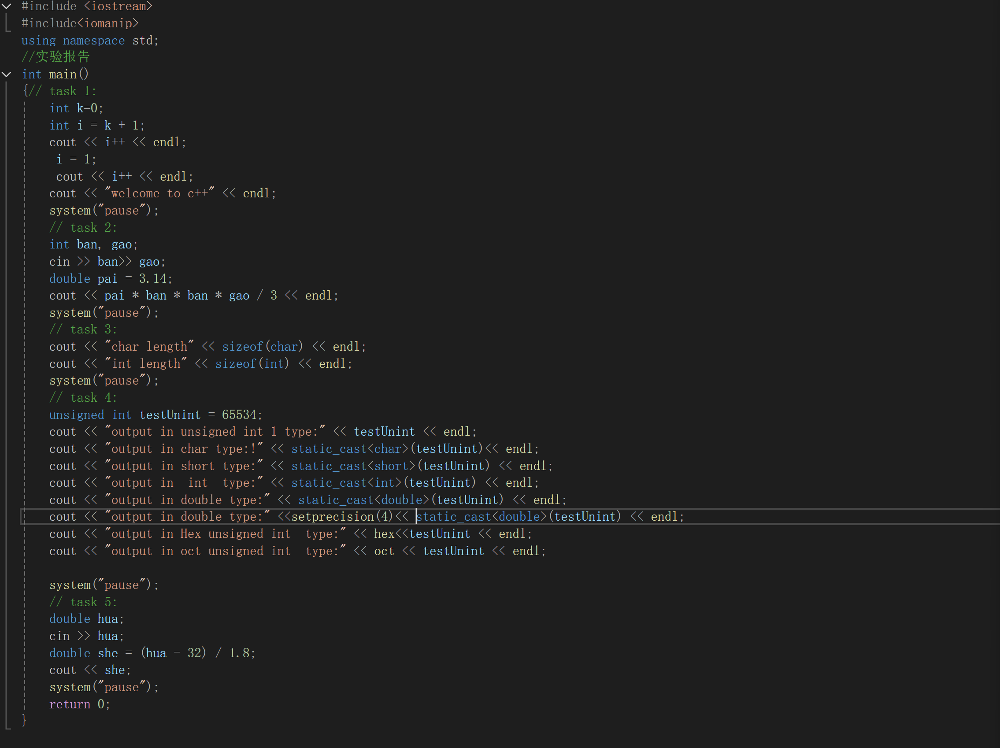 #include <iostream>
#include<iomanip>
using namespace std;
//实验报告
int main()
{// task 1:
    int k=0;
    int i = k + 1;
    cout << i++ << endl;
     i = 1;
     cout << i++ << endl;
    cout << "welcome to c++" << endl;
    system("pause");
    // task 2:
    int ban, gao;
    cin >> ban>> gao;
    double pai = 3.14;
    cout << pai * ban * ban * gao / 3 << endl;
    system("pause");
    // task 3:
    cout << "char length" << sizeof(char) << endl;
    cout << "int length" << sizeof(int) << endl;
    system("pause");
    // task 4:
    unsigned int testUnint = 65534;
    cout << "output in unsigned int 1 type:" << testUnint << endl;
    cout << "output in char type:!" << static_cast<char>(testUnint)<< endl;
    cout << "output in short type:" << static_cast<short>(testUnint) << endl;
    cout << "output in  int  type:" << static_cast<int>(testUnint) << endl;
    cout << "output in double type:" << static_cast<double>(testUnint) << endl;
    cout << "output in double type:" <<setprecision(4)<< static_cast<double>(testUnint) << endl;
    cout << "output in Hex unsigned int  type:" << hex<<testUnint << endl;
    cout << "output in oct unsigned int  type:" << oct << testUnint << endl;

    system("pause");
    // task 5:
    double hua;
    cin >> hua;
    double she = (hua - 32) / 1.8;
    cout << she;
    system("pause");
    return 0;
}